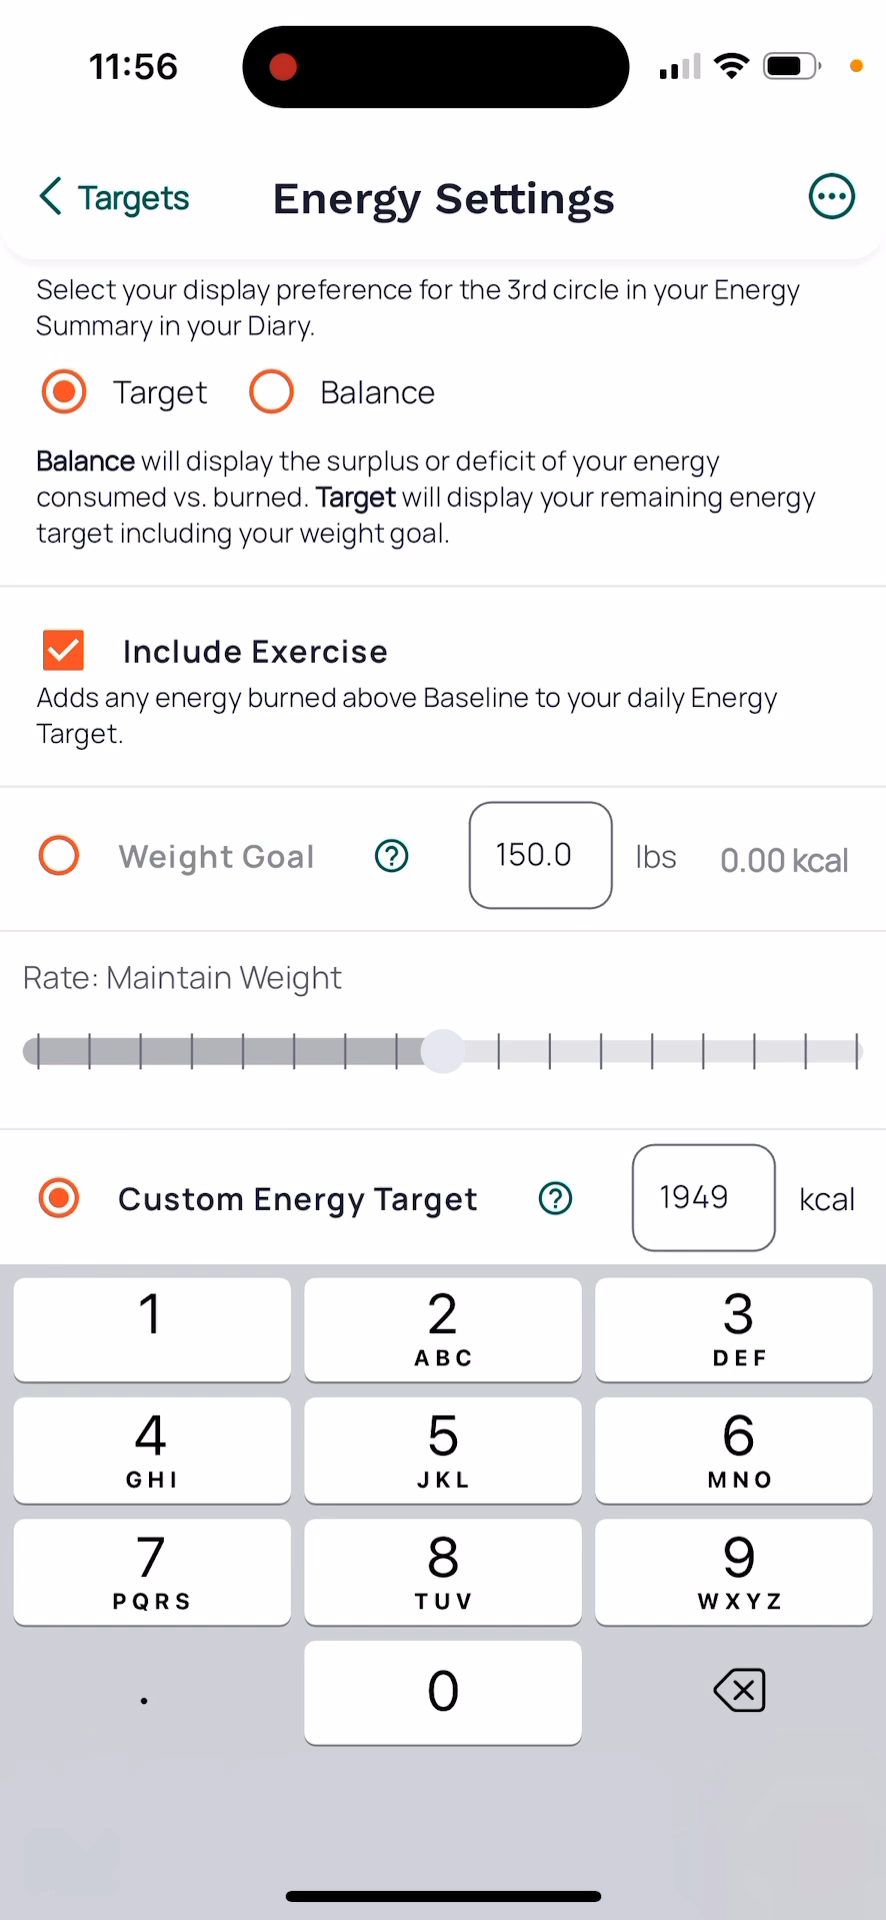 11:56
Targets
Energy Settings
Select your display preference for the 3rd circle in your Energy
Summary in your Diary.
Target
Balance
Balance will display the surplus or deficit of your energy
consumed vs. burned. Target will display your remaining energy
target including your weight goal.
Include Exercise
Adds any energy burned above Baseline to your daily Energy
Target.
Weight Goal ? 150.0 lbs 0.00 kcal
Rate: Maintain Weight
Custom Energy Target ? 1949 kcal
1
2
ABC
3
DEF
4
GHI
5
JKL
6
MNO
7
PQRS
8
TUV
9
WXYZ
.
0